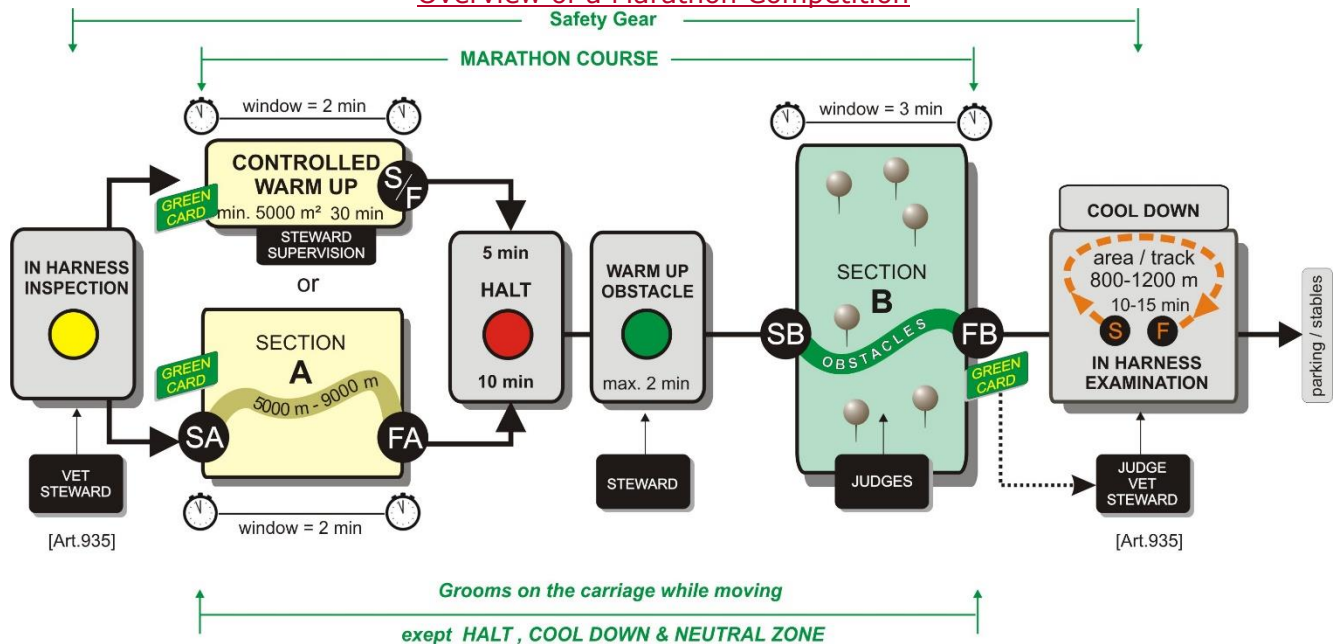 Overview of a Marathon Competition
Safety Gear
MARATHON COURSE
window = 2 min
window = 3 min
CONTROLLED
WARM UP
S/F
min. 5000 m² 30 min
GREEN
CARD
STEWARD
SUPERVISION
or
IN HARNESS
INSPECTION
VET
STEWARD
[Art.935]
GREEN
CARD
SECTION
A
5000 m - 9000 m
SA
FA
window = 2 min
5 min
HALT
10 min
WARM UP
OBSTACLE
max. 2 min
STEWARD
SECTION
B
SB
OBSTACLES
FB
JUDGES
GREEN
CARD
COOL DOWN
area / track
800-1200 m
10-15 min
S F
IN HARNESS
EXAMINATION
JUDGE
VET
STEWARD
[Art.935]
parking / stables
Grooms on the carriage while moving
exept HALT , COOL DOWN & NEUTRAL ZONE